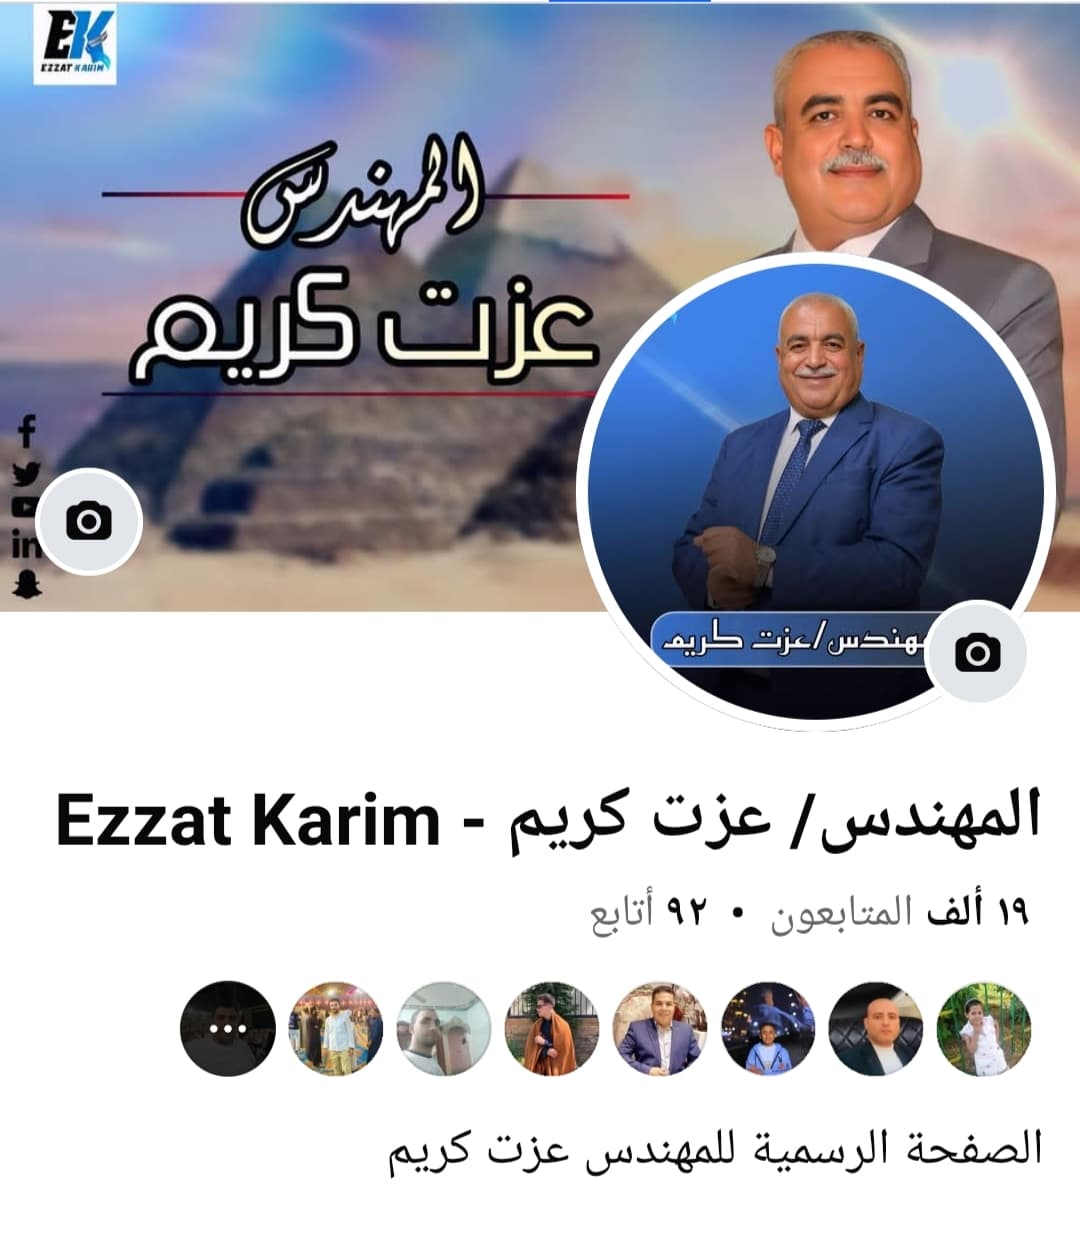 EK
EZZAT KARIM
المهندس
عزت كريم
مهندس/عزت كريم
المهندس/ عزت كريم - Ezzat Karim
١٩ ألف المتابعون • ٩٢ أتابع
الصفحة الرسمية للمهندس عزت كريم